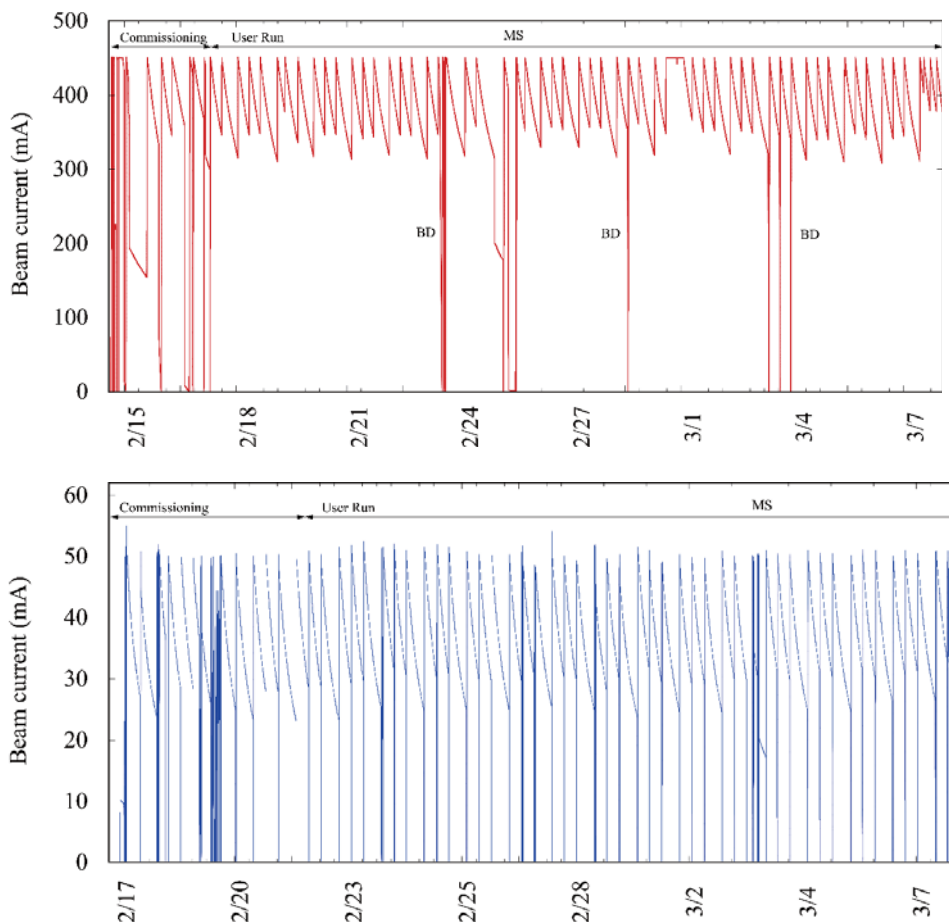 500
Commissioning User Run MS
400
300
Beam current (mA)
BD BD BD
200
100
0
2/15 2/18 2/21 2/24 2/27 3/1 3/4 3/7
60
Commissioning User Run MS
50
40
Beam current (mA)
30
20
10
0
2/17 2/20 2/23 2/25 2/28 3/2 3/4 3/7